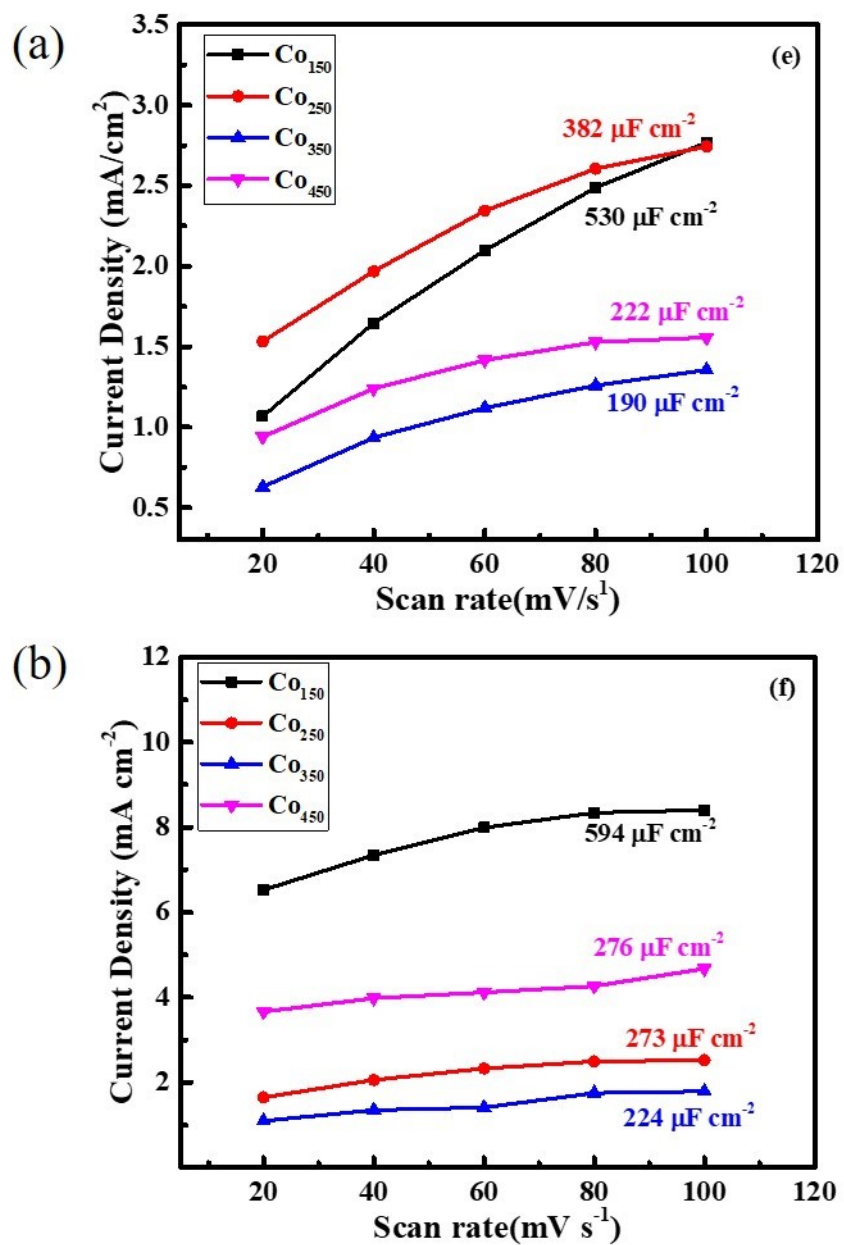 (a)
(e)
Co150
Co250
Co350
Co450
382 µF cm-2
530 µF cm-2
222 µF cm-2
190 µF cm-2
3.5
3.0
2.5
2.0
1.5
1.0
0.5
Current Density (mA/cm2)
20 40 60 80 100 120
Scan rate(mV/s1)
(b)
(f)
Co150
Co250
Co350
Co450
594 µF cm-2
276 µF cm-2
273 µF cm-2
224 µF cm-2
12
10
8
6
4
2
Current Density (mA cm-2)
20 40 60 80 100 120
Scan rate(mV s-1)